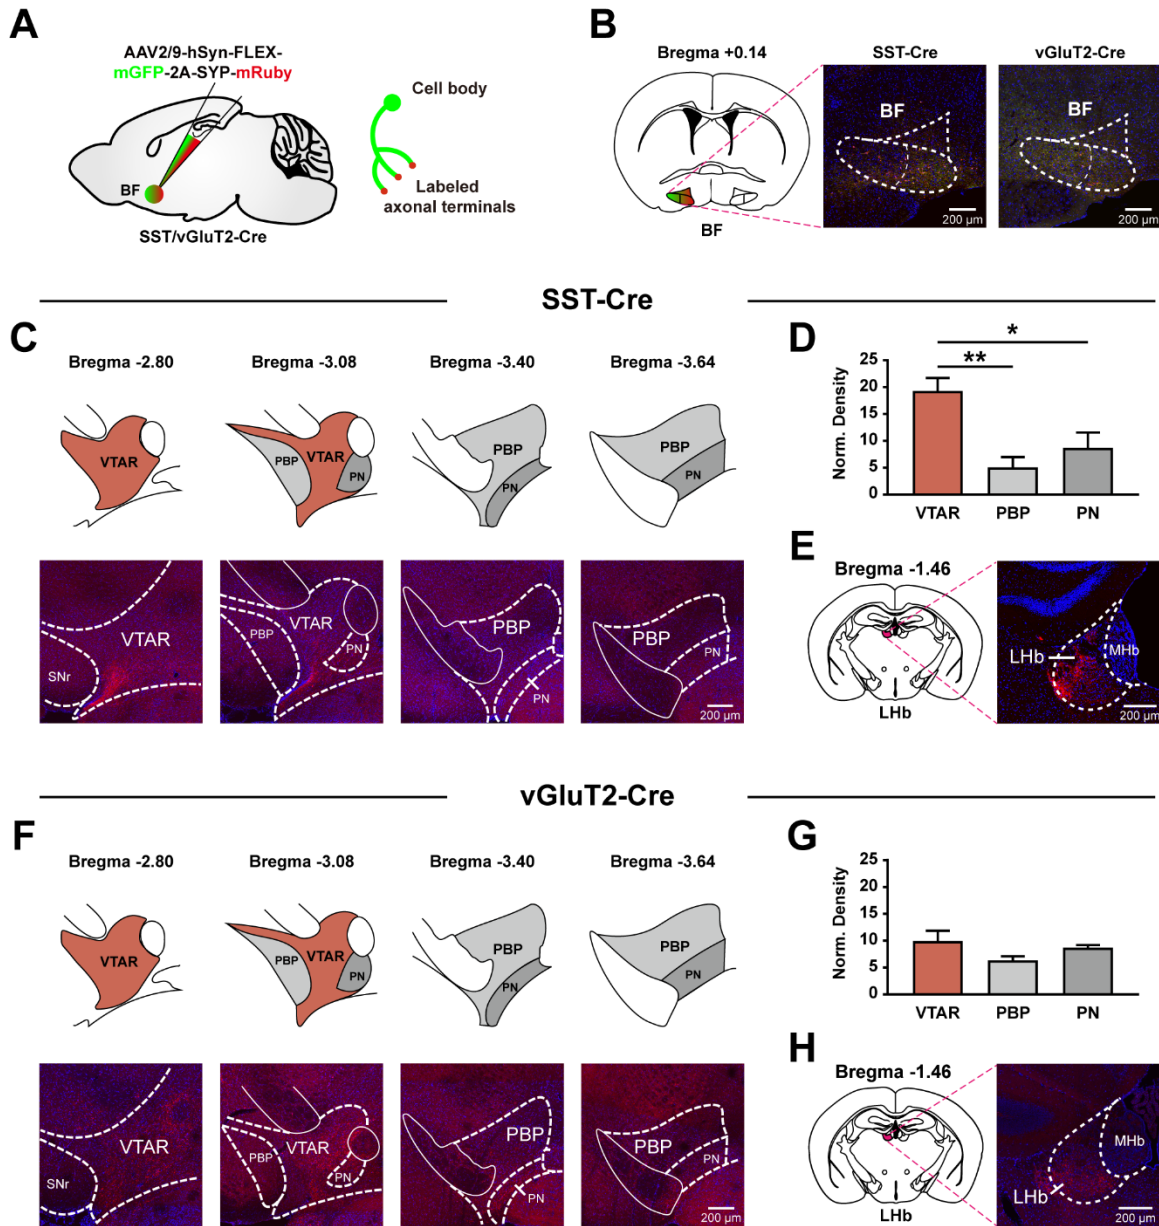 A
AAV2/9-hSyn-FLEX-
mGFP-2A-SYP-mRuby
BF
SST/vGluT2-Cre
Cell body
Labeled
axonal terminals
B
Bregma +0.14
BF
SST-Cre
BF
200 µm
vGluT2-Cre
BF
200 µm
SST-Cre
C
Bregma -2.80
Bregma -3.08
Bregma -3.40
Bregma -3.64
VTAR
PBP
VTAR
PN
PBP
PN
PBP
PN
VTAR
SNr
PBP
VTAR
PN
PBP
PN
PBP
PN
200 µm
D
Norm. Density
25
20
15
10
5
0
*
**
VTAR
PBP
PN
E
Bregma -1.46
LHb
LHb
MHb
200 µm
vGluT2-Cre
F
Bregma -2.80
Bregma -3.08
Bregma -3.40
Bregma -3.64
VTAR
PBP
VTAR
PN
PBP
PN
PBP
PN
VTAR
SNr
PBP
VTAR
PN
PBP
PN
PBP
PN
200 µm
G
Norm. Density
25
20
15
10
5
0
VTAR
PBP
PN
H
Bregma -1.46
LHb
MHb
LHb
200 µm